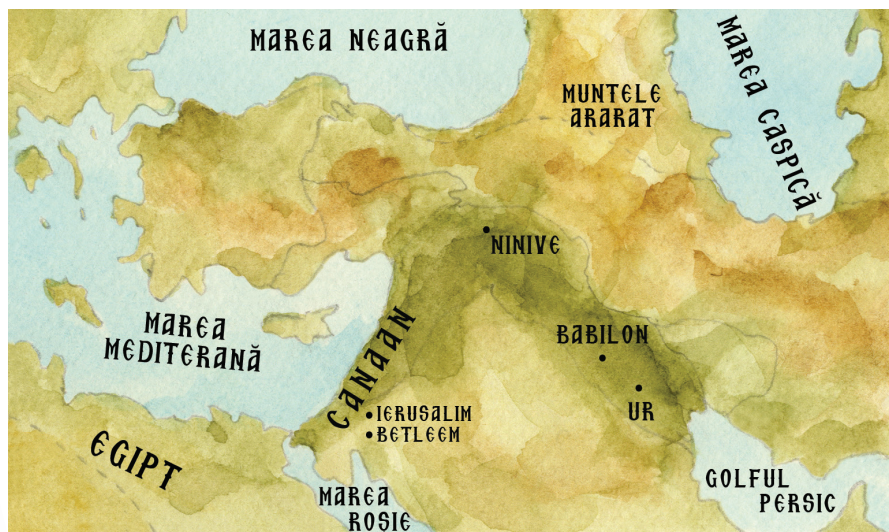 MAREA NEAGRĂ
MAREA CASPICĂ
MUNTELE
ARARAT
NINIVE
MAREA
MEDITERANĂ
CANAAN
BABILON
UR
IERUSALIM
BETLEEM
EGIPT
MAREA
ROSIE
GOLFUL
PERSIC